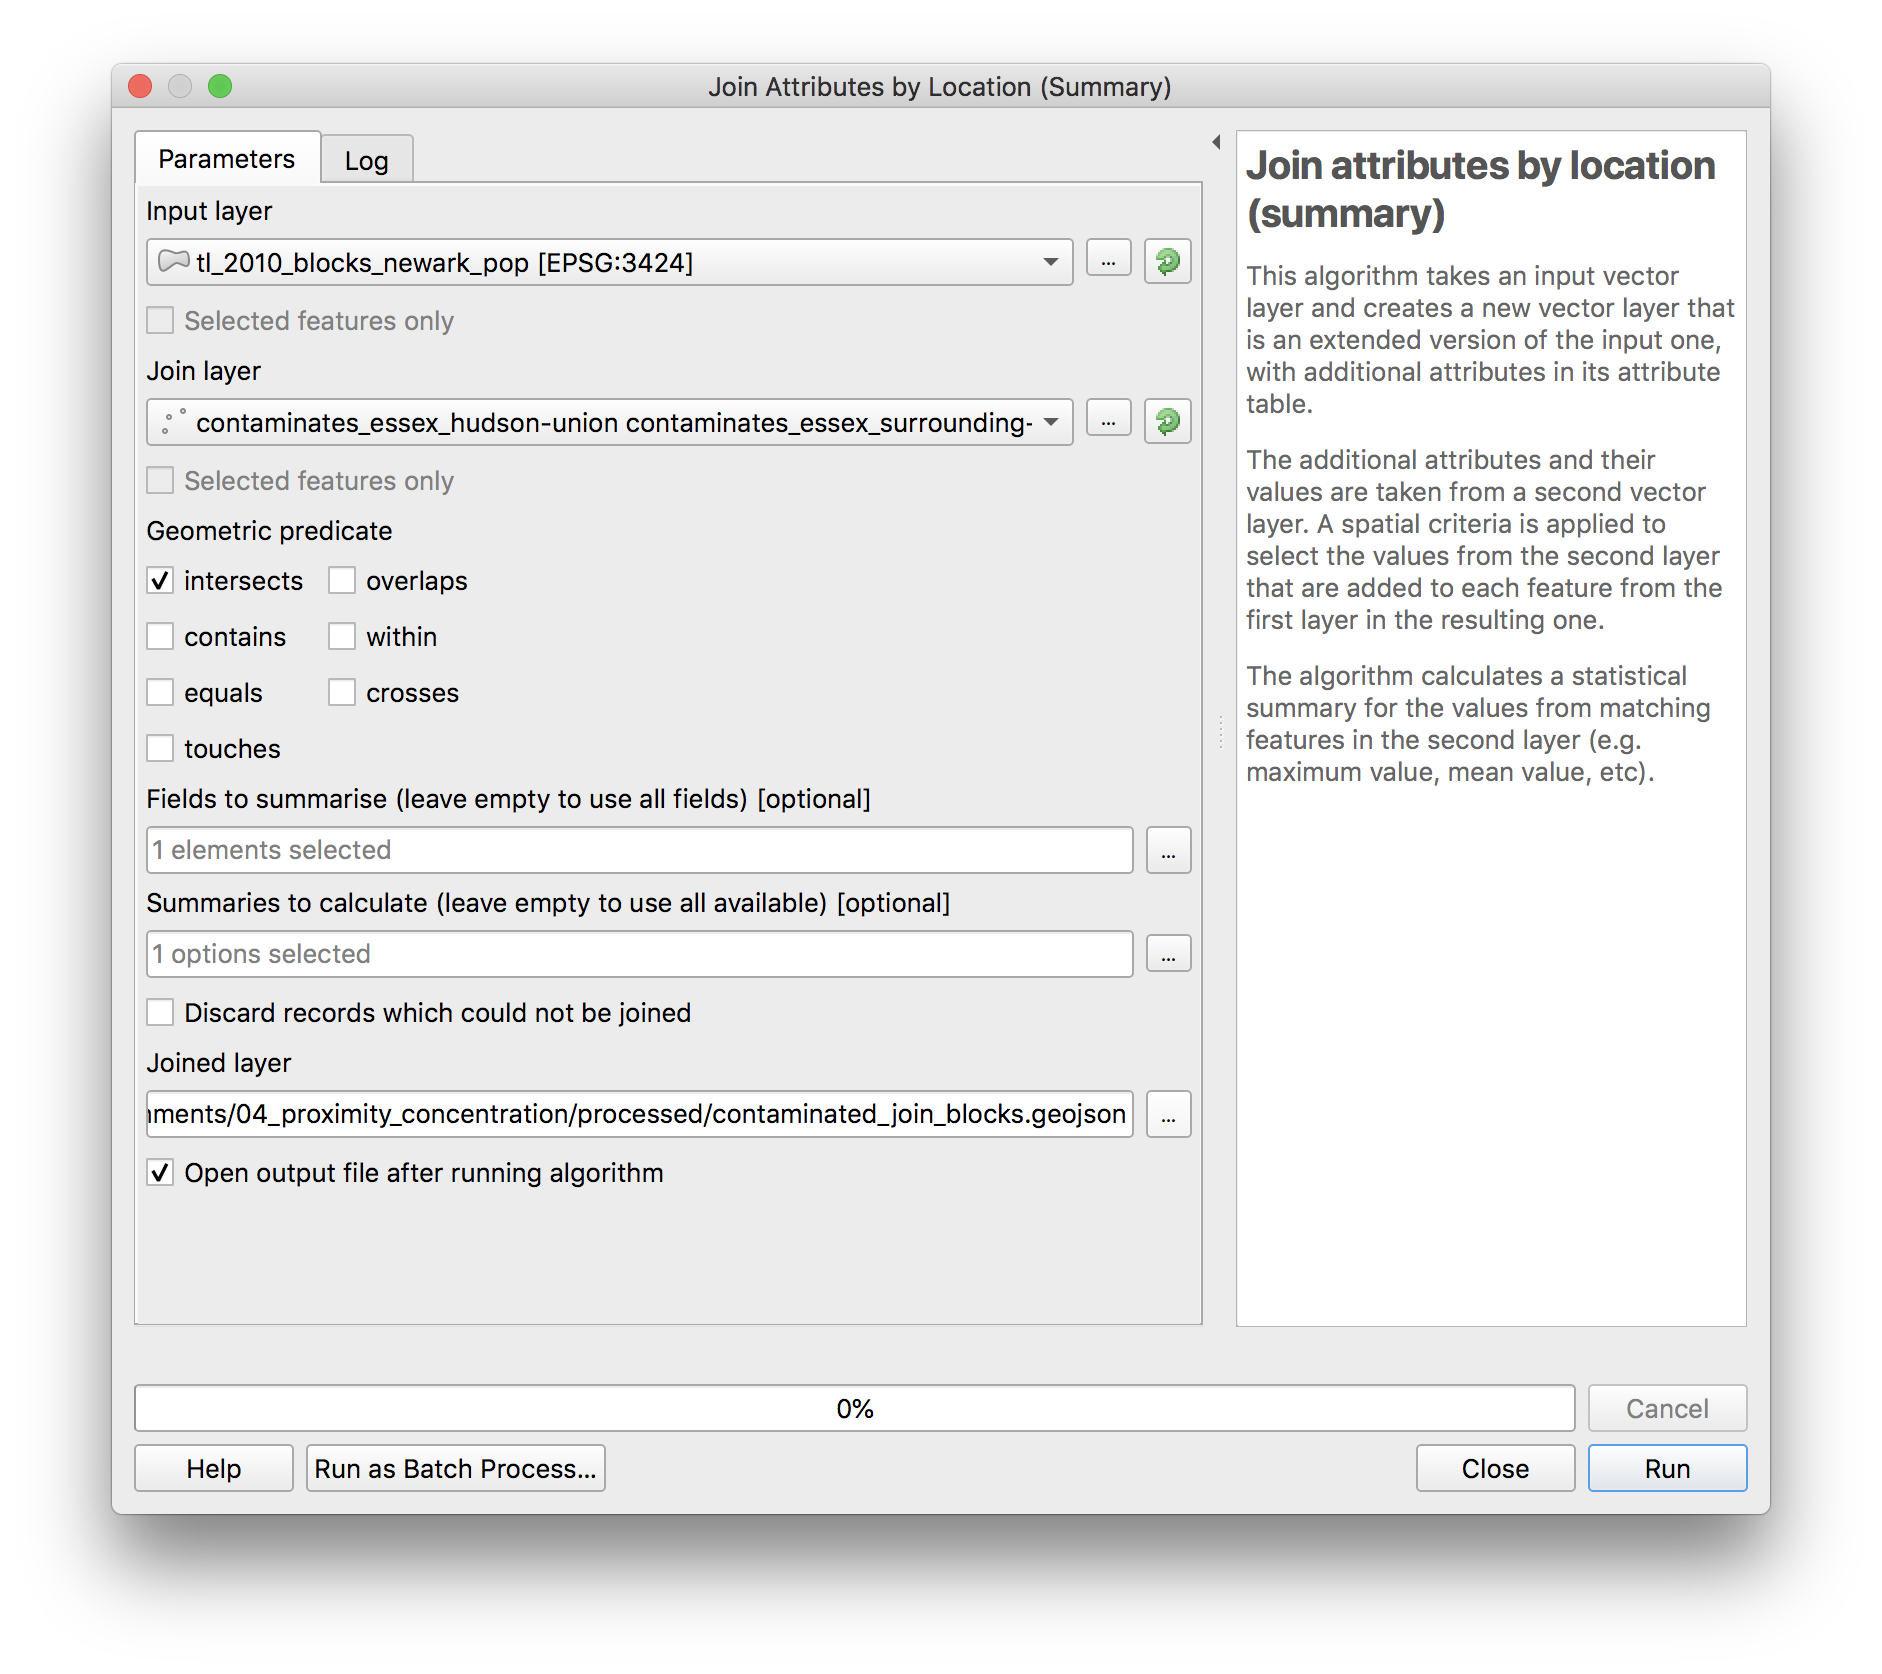 Join Attributes by Location (Summary)
Parameters
Log
Input layer
tl_2010_blocks_newark_pop [EPSG:3424]
...
Selected features only
Join layer
contaminates_essex_hudson-union contaminates_essex_surrounding-
...
Selected features only
Geometric predicate
intersects
overlaps
contains
within
equals
crosses
touches
Fields to summarise (leave empty to use all fields) [optional]
1 elements selected
...
Summaries to calculate (leave empty to use all available) [optional]
1 options selected
...
Discard records which could not be joined
Joined layer
ments/04_proximity_concentration/processed/contaminated_join_blocks.geojson
...
Open output file after running algorithm
Join attributes by location
(summary)
This algorithm takes an input vector
layer and creates a new vector layer that
is an extended version of the input one,
with additional attributes in its attribute
table.
The additional attributes and their
values are taken from a second vector
layer. A spatial criteria is applied to
select the values from the second layer
that are added to each feature from the
first layer in the resulting one.
The algorithm calculates a statistical
summary for the values from matching
features in the second layer (e.g.
maximum value, mean value, etc).
0%
Cancel
Help
Run as Batch Process...
Close
Run